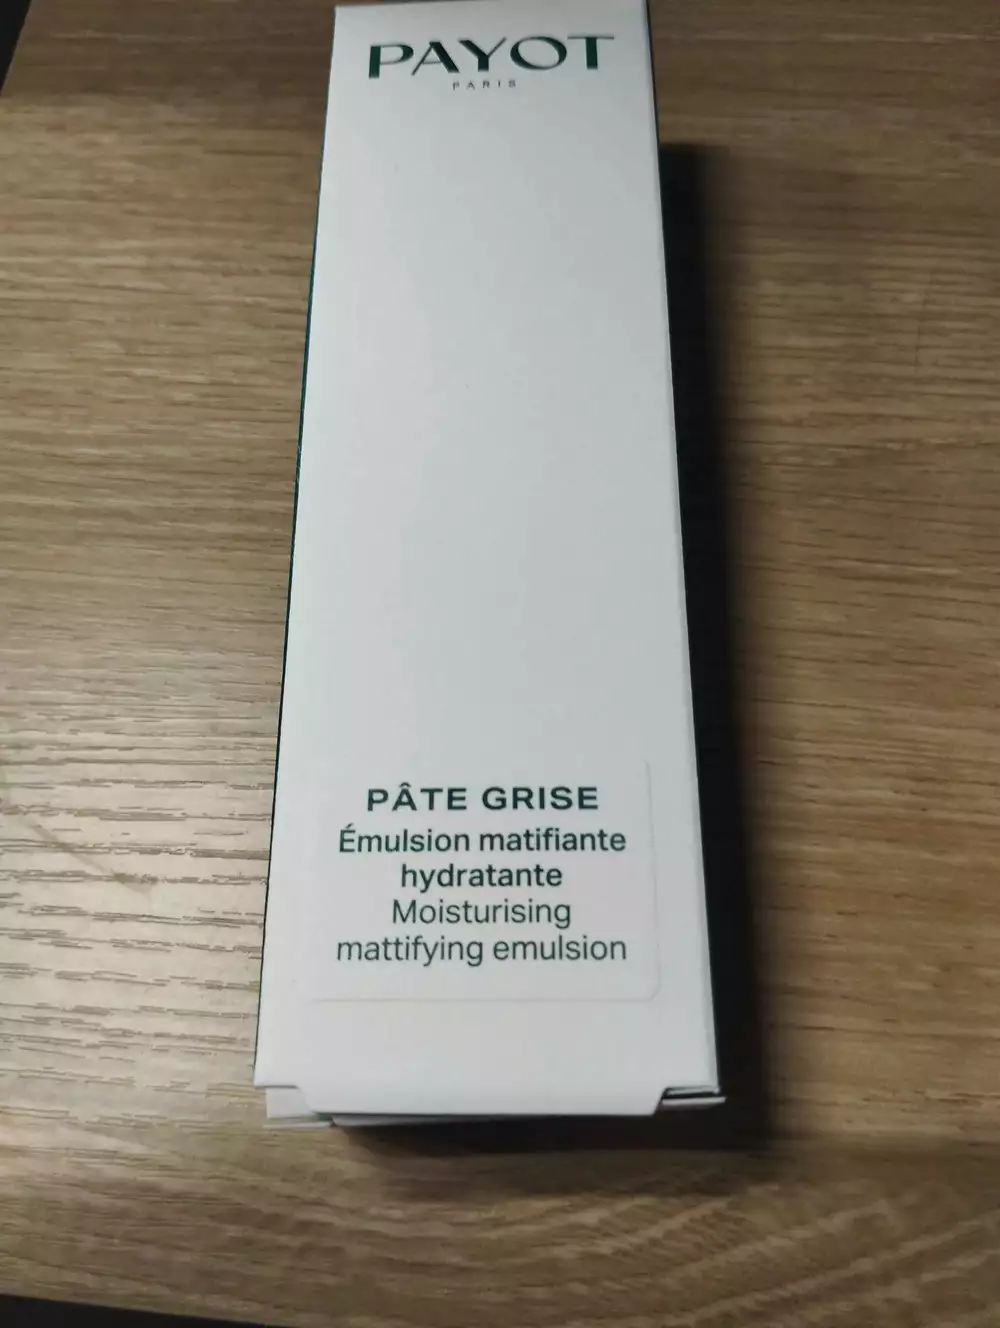 PAYOT
PARIS
PÂTE GRISE
Émulsion matifiante
hydratante
Moisturising
mattifying emulsion